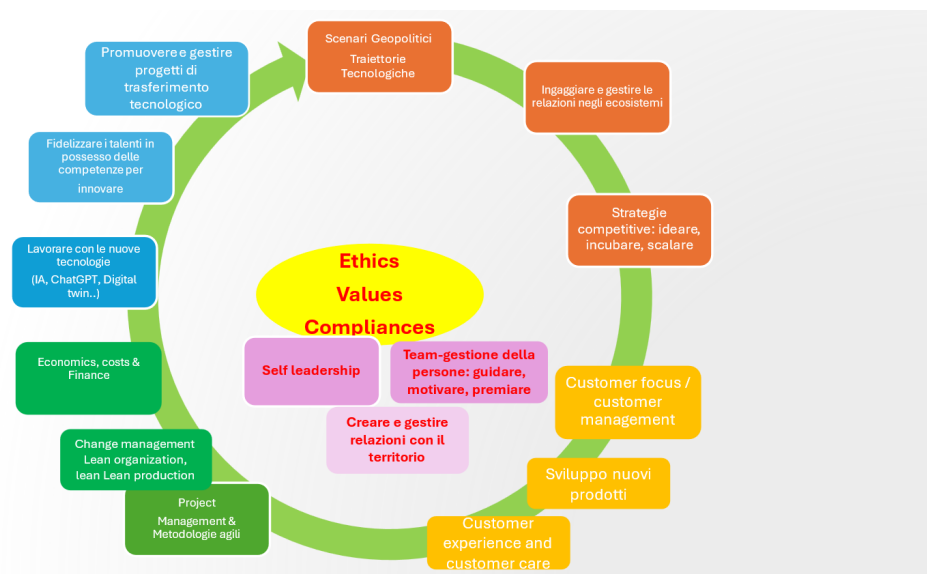 Scenari Geopolitici
Traiettorie
Tecnologiche
Ingaggiare e gestire le
relazioni negli ecosistemi
Strategie
competitive: ideare,
incubare, scalare
Customer focus /
customer
management
Sviluppo nuovi
prodotti
Customer
experience and
customer care
Project
Management &
Metodologie agili
Change management
Lean organization,
lean Lean production
Economics, costs &
Finance
Lavorare con le nuove
tecnologie
(IA, ChatGPT, Digital
twin..)
Fidelizzare i talenti in
possesso delle
competenze per
innovare
Promuovere e gestire
progetti di
trasferimento
tecnologico
Ethics
Values
Compliances
Self leadership
Team-gestione della
persone: guidare,
motivare, premiare
Creare e gestire
relazioni con il
territorio